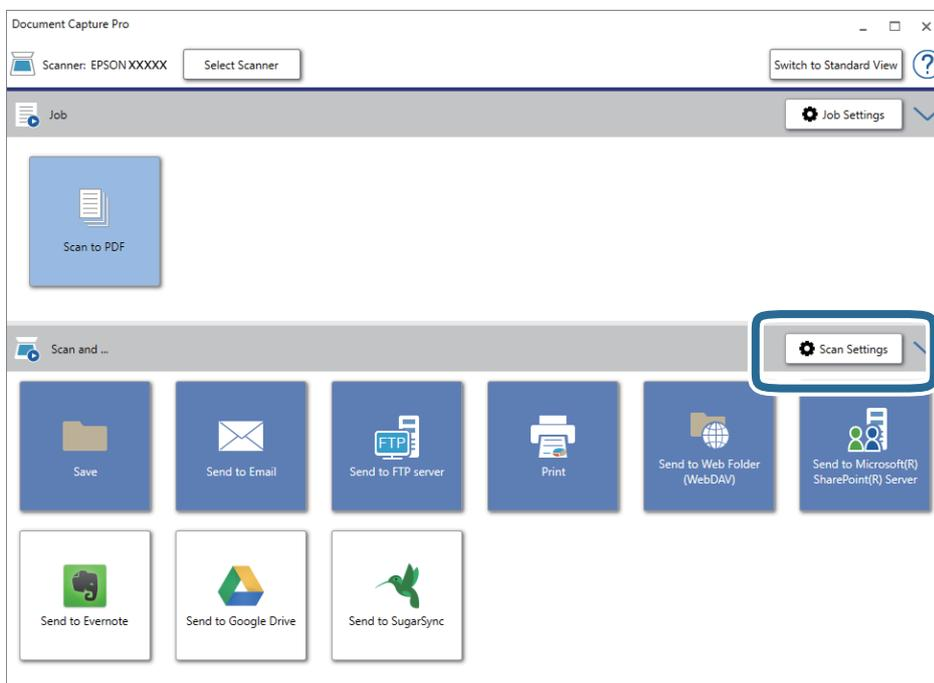 Document Capture Pro
Scanner: EPSON XXXXX
Select Scanner
Switch to Standard View
?
Job
Job Settings
Scan to PDF
Scan and ...
Scan Settings
Save
Send to Email
FTP
Send to FTP server
Print
Send to Web Folder
(WebDAV)
Send to Microsoft(R)
SharePoint(R) Server
Send to Evernote
Send to Google Drive
Send to SugarSync